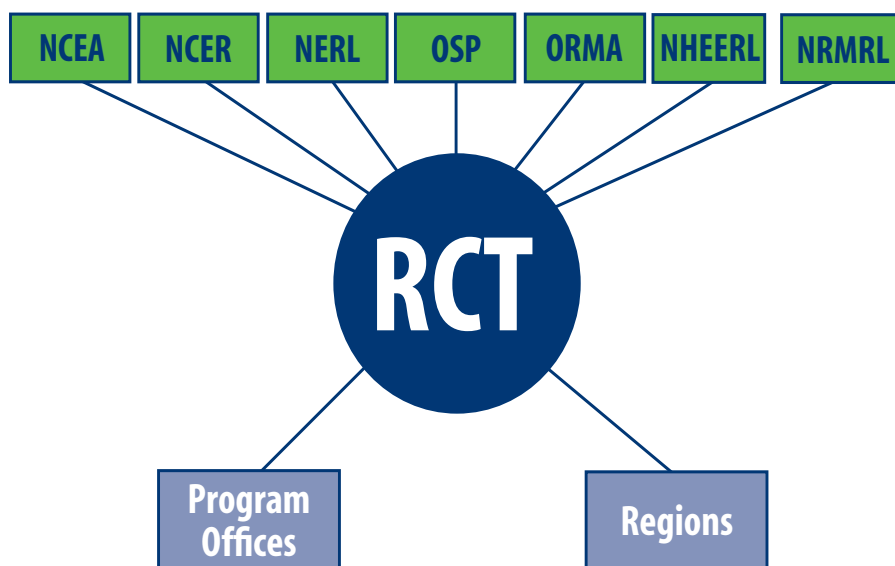 NCEA
NCER
NERL
OSP
ORMA
NHEERL
NRMRL
RCT
Program
Offices
Regions